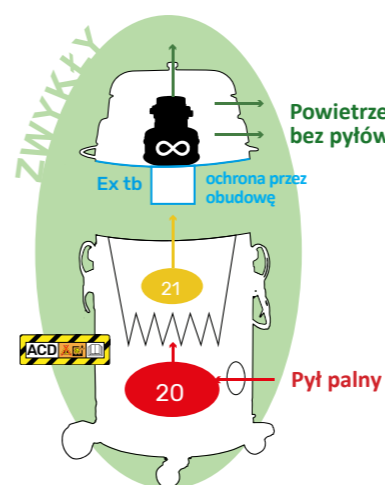 ZWYKŁY
Powietrze
bez pyłów
∞
Ex tb
ochrona przez
obudowę
21
ACD
20
Pył palny